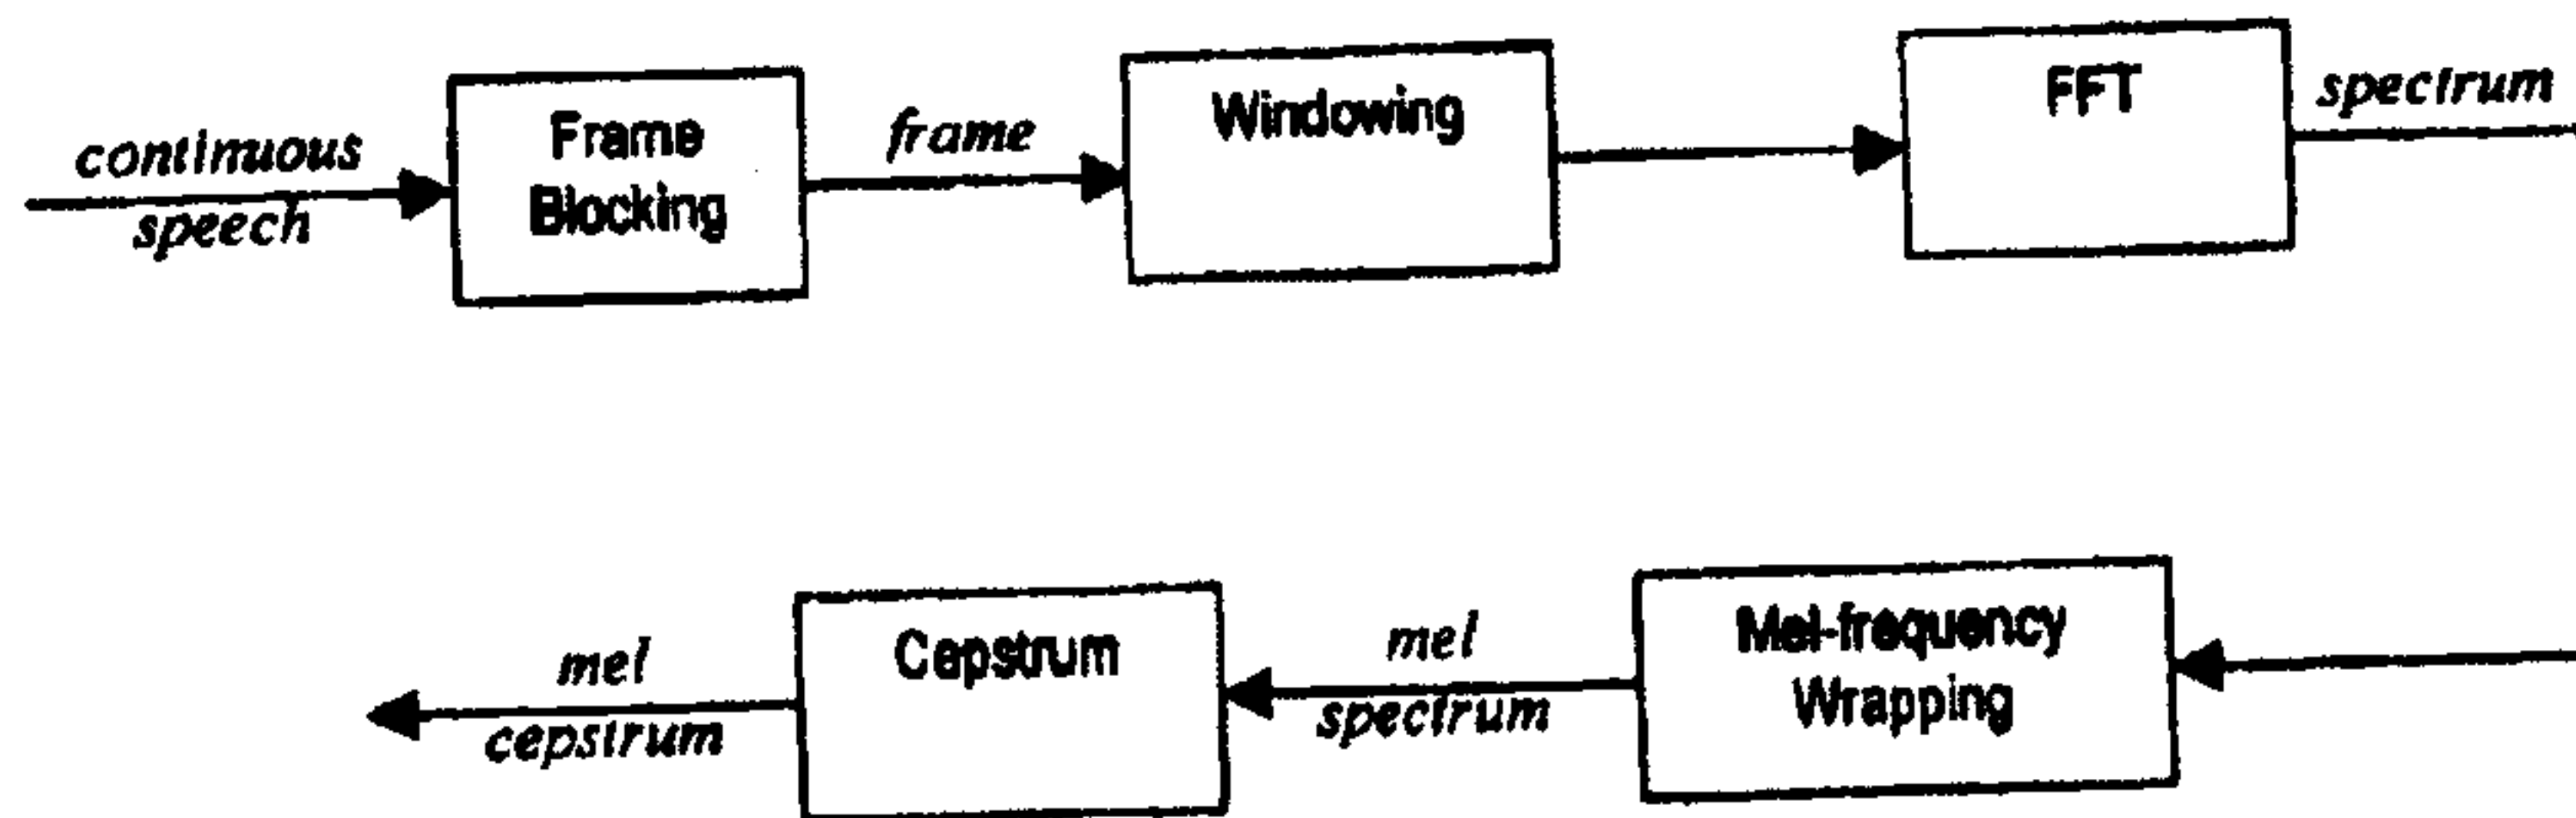 continuous
speech
Frame
Blocking
frame
Windowing
FFT
spectrum
Mel-frequency
Wrapping
mel
spectrum
Cepstrum
mel
cepstrum